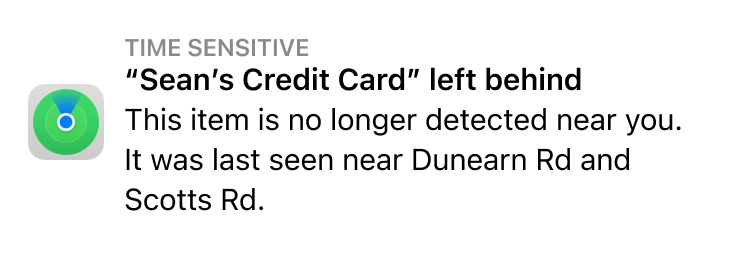 TIME SENSITIVE
“Sean’s Credit Card” left behind
This item is no longer detected near you.
It was last seen near Dunearn Rd and
Scotts Rd.